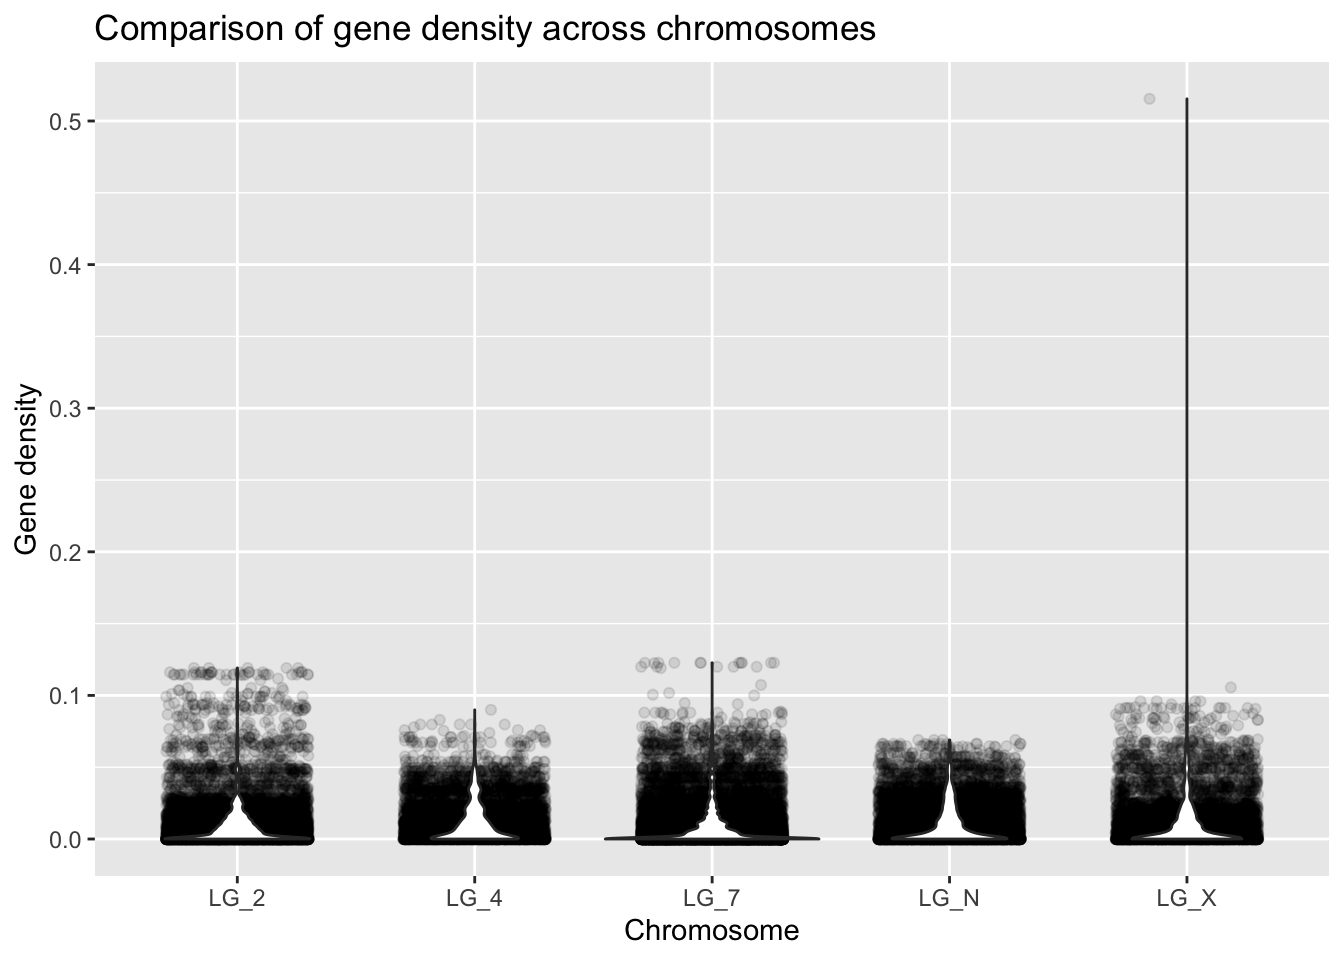 Comparison of gene density across chromosomes
Gene density
0.5
0.4
0.3
0.2
0.1
0.0
LG_2 LG_4 LG_7 LG_N LG_X
Chromosome